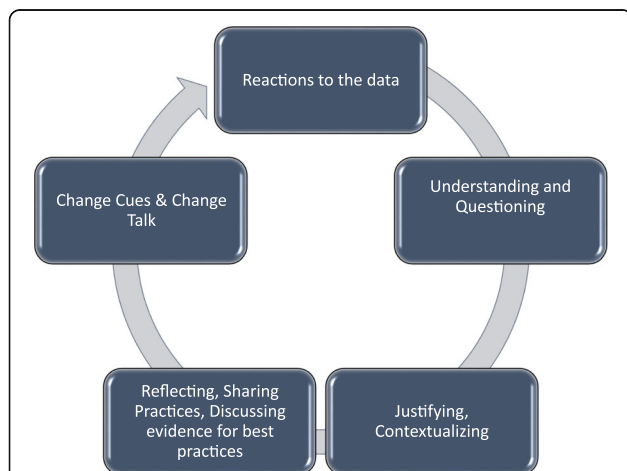 Reactions to the data
Understanding and
Questioning
Justifying,
Contextualizing
Reflecting, Sharing
Practices, Discussing
evidence for best
practices
Change Cues & Change
Talk